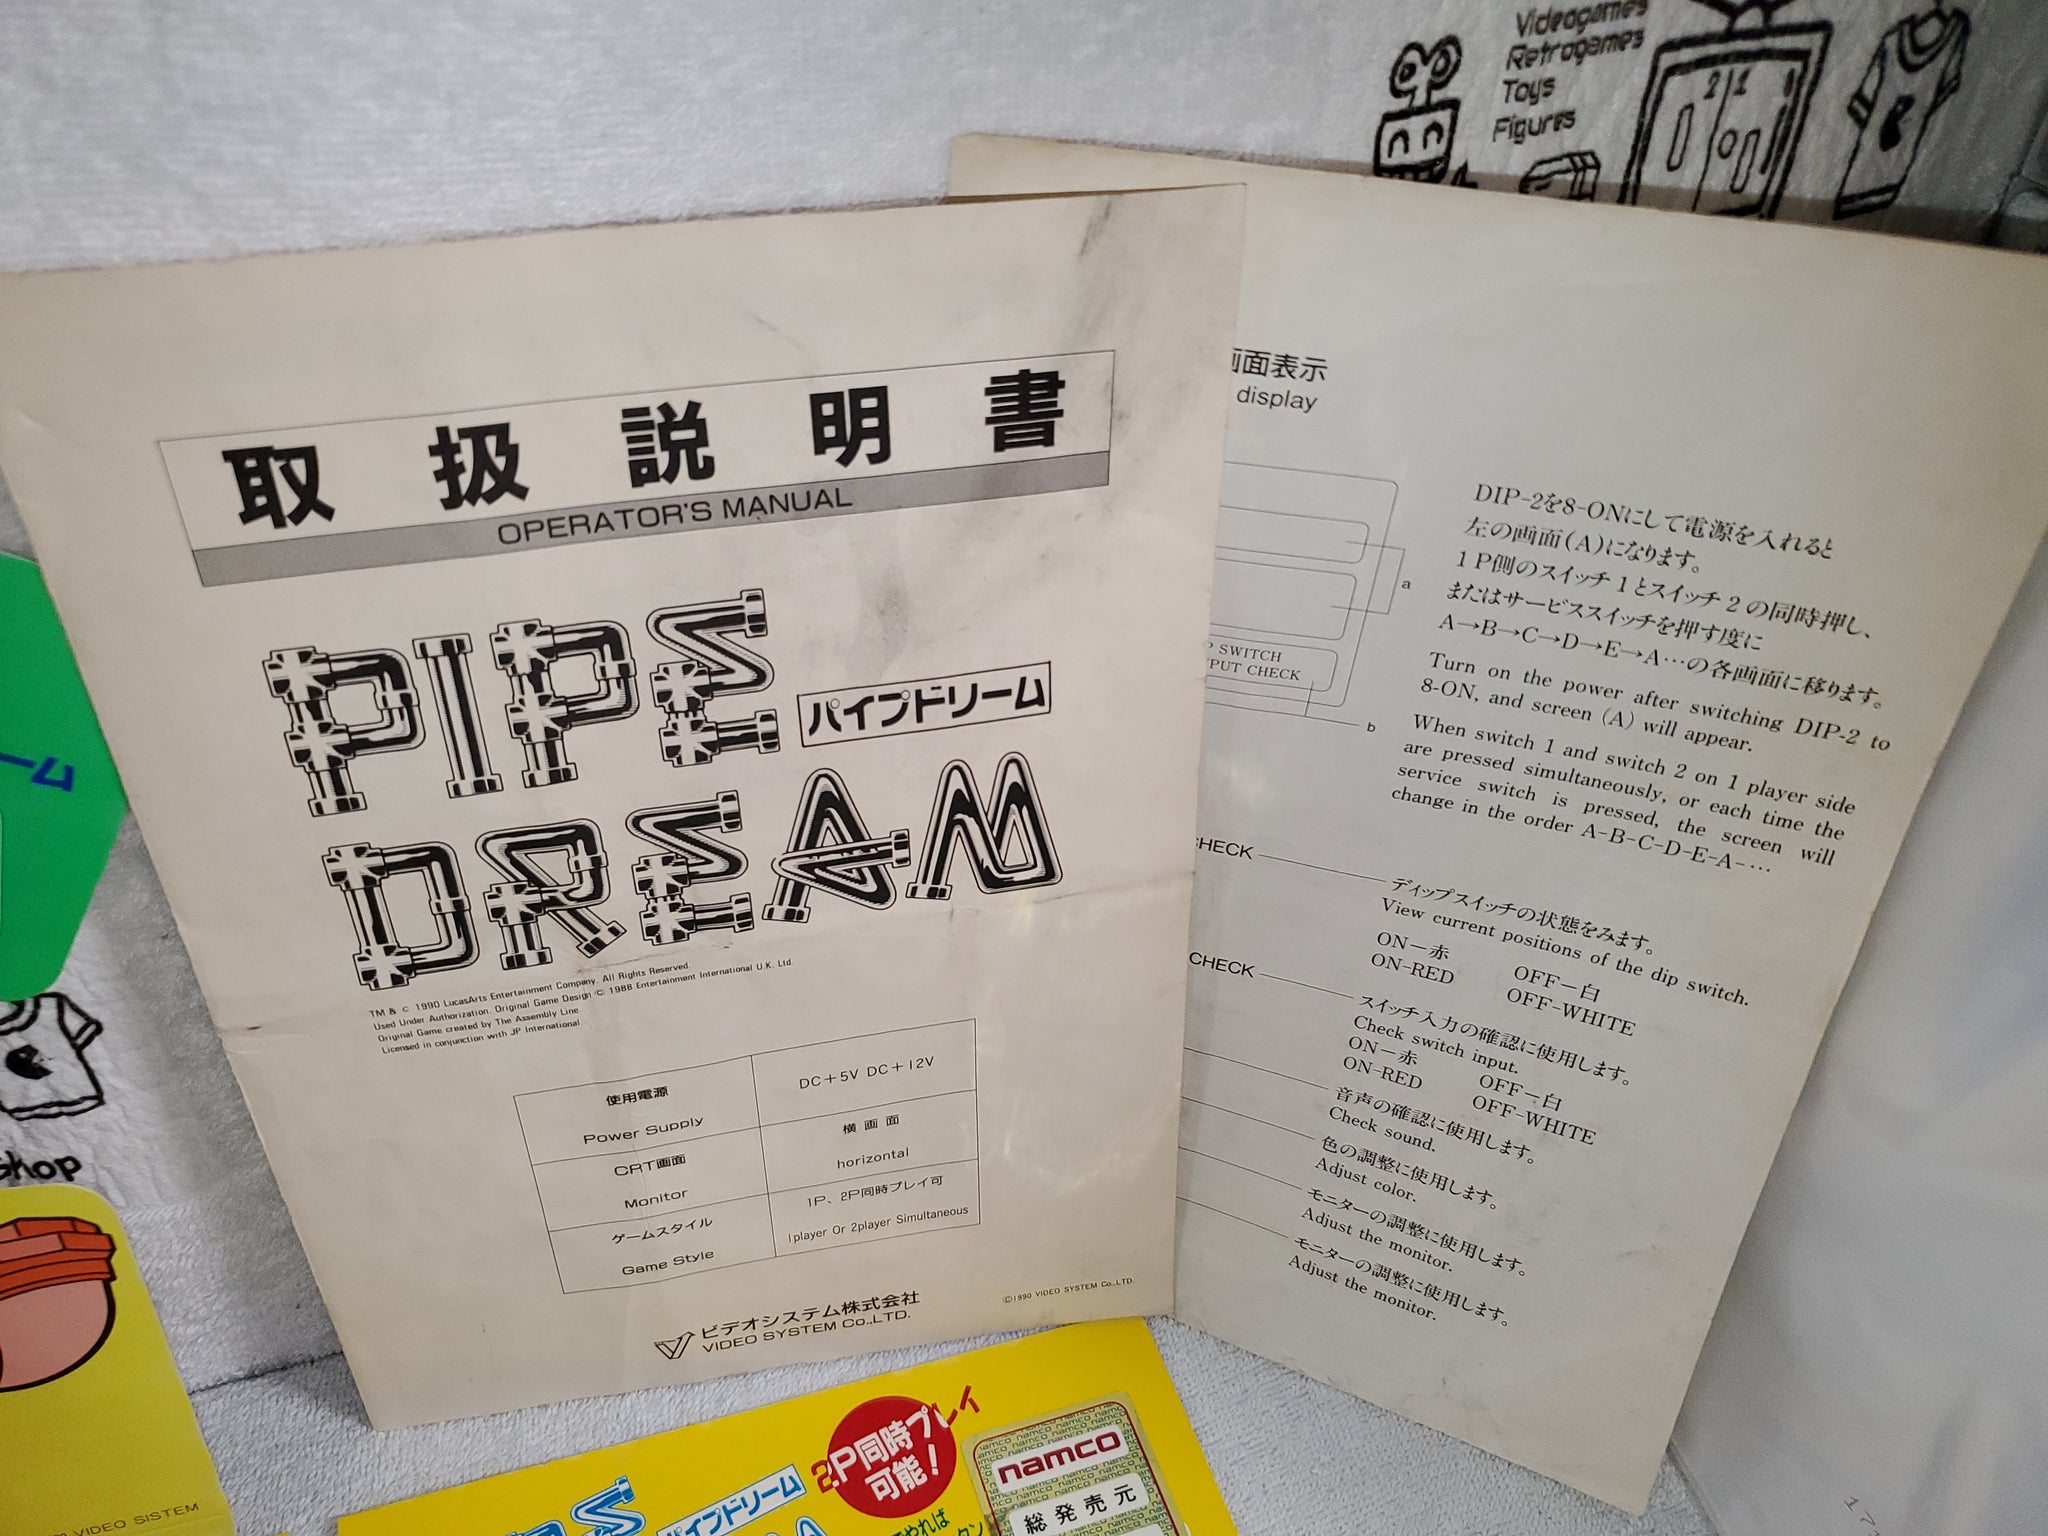 Videogames
Retrogames
Toys
Figures
2 1
取扱説明書
OPERATOR'S MANUAL
PIPE
パイプドリーム
DREAM
TM & © 1990 LucasArts Entertainment Company. All Rights Reserved.
Used Under Authorization. Original Game Design © 1988 Entertainment International U.K. Ltd.
Original Game created by The Assembly Line
Licensed in conjunction with JP International
使用電源
Power Supply
DC+5V DC+12V
CRT画面
Monitor
横画面
horizontal
ゲームスタイル
Game Style
1P、2P同時プレイ可
1player Or 2player Simultaneous
ビデオシステム株式会社
VIDEO SYSTEM Co.,LTD.
©1990 VIDEO SYSTEM Co.,LTD.
画面表示
display
a
SWITCH
CHECK
b
DIP-2を8-ONにして電源を入れると
左の画面(A)になります。
1P側のスイッチ1とスイッチ2の同時押し、
またはサービススイッチを押す度に
A→B→C→D→E→A…の各画面に移ります。
Turn on the power after switching DIP-2 to
8-ON, and screen (A) will appear.
When switch 1 and switch 2 on 1 player side
are pressed simultaneously, or each time the
service switch is pressed, the screen will
change in the order A-B-C-D-E-A-…
CHECK
ディップスイッチの状態をみます。
View current positions of the dip switch.
ON－赤 OFF－白
ON-RED OFF-WHITE
CHECK
スイッチ入力の確認に使用します。
Check switch input.
ON－赤 OFF－白
ON-RED OFF-WHITE
音声の確認に使用します。
Check sound.
色の調整に使用します。
Adjust color.
モニターの調整に使用します。
Adjust the monitor.
モニターの調整に使用します。
Adjust the monitor.
ーム
shop
VIDEO SISTEM
パイプドリーム
2P同時プレイ
可能!
namco
総発売元
やれば